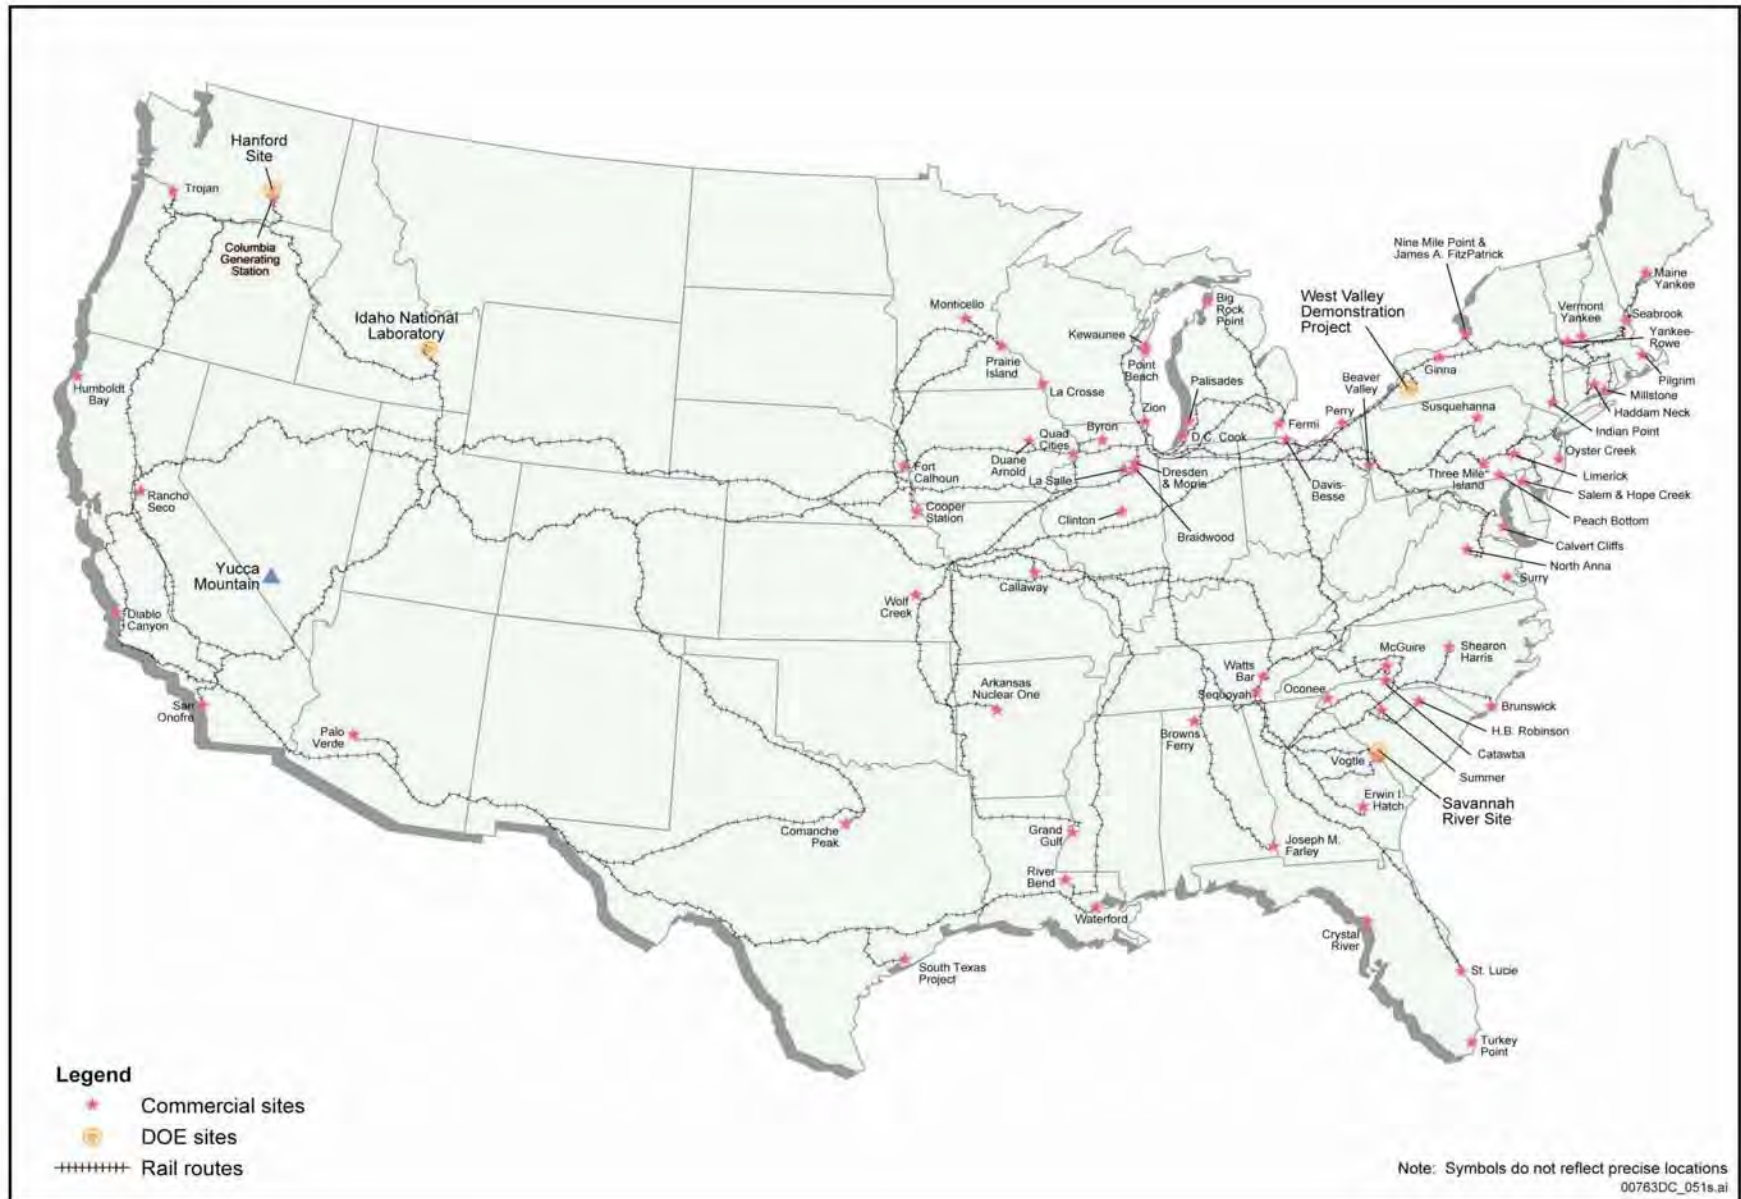 Hanford
Site
Trojan
Columbia
Generating
Station
Idaho National
Laboratory
Humboldt
Bay
Rancho
Seco
Yucca
Mountain
Diablo
Canyon
San
Onofre
Palo
Verde
Monticello
Prairie
Island
La Crosse
Kewaunee
Point
Beach
Big
Rock
Point
Palisades
Zion
D.C. Cook
Byron
Quad
Cities
Duane
Arnold
La Salle
Dresden
& Morris
Braidwood
Clinton
Fort
Calhoun
Cooper
Station
Wolf
Creek
Callaway
Arkansas
Nuclear One
Comanche
Peak
South Texas
Project
Grand
Gulf
River
Bend
Waterford
Nine Mile Point &
James A. FitzPatrick
West Valley
Demonstration
Project
Beaver
Valley
Perry
Fermi
Davis-
Besse
Ginna
Susquehanna
Three Mile
Island
Vermont
Yankee
Maine
Yankee
Seabrook
Yankee-
Rowe
Pilgrim
Millstone
Haddam Neck
Indian Point
Oyster Creek
Limerick
Salem & Hope Creek
Peach Bottom
Calvert Cliffs
North Anna
Surry
McGuire
Shearon
Harris
Watts
Bar
Sequoyah
Oconee
Brunswick
H.B. Robinson
Catawba
Summer
Browns
Ferry
Vogtle
Savannah
River Site
Erwin I.
Hatch
Joseph M.
Farley
Crystal
River
St. Lucie
Turkey
Point
Legend
Commercial sites
DOE sites
Rail routes
Note: Symbols do not reflect precise locations
00763DC_051s.ai